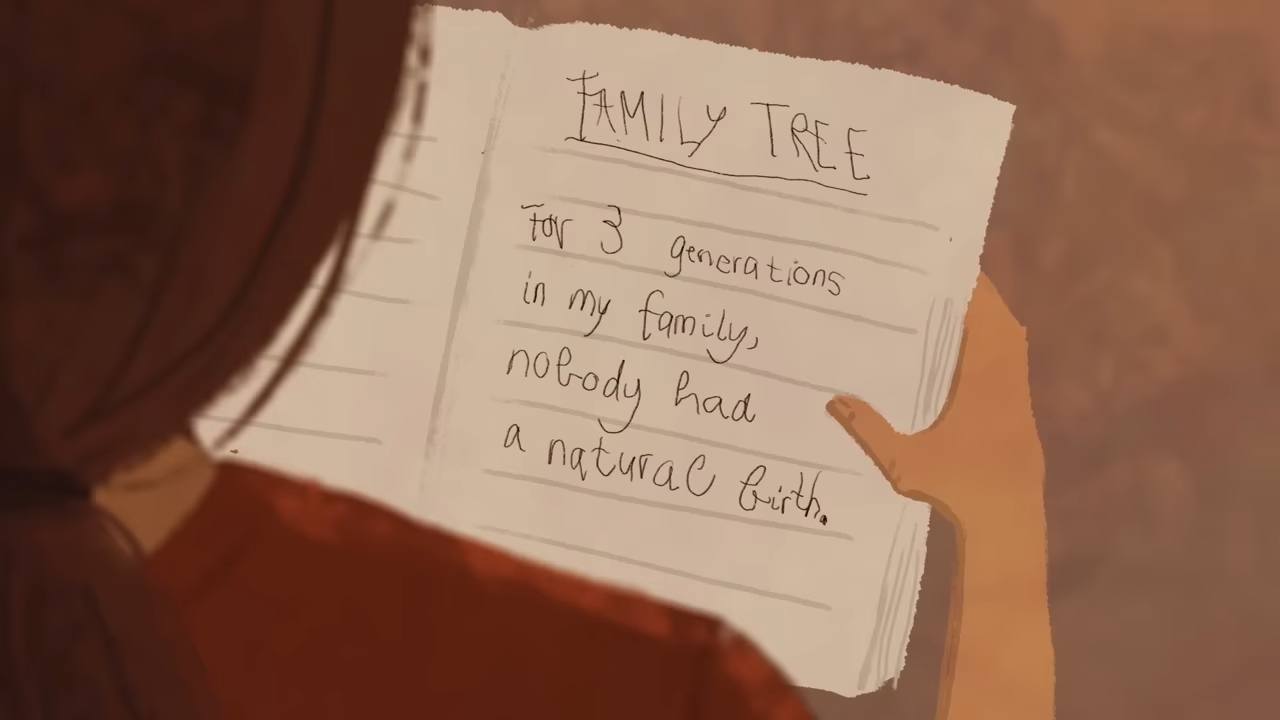 FAMILY TREE
For 3 generations
in my family,
nobody had
a natural birth.